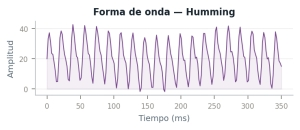 Forma de onda — Humming
Amplitud
40
20
0
0 50 100 150 200 250 300 350
Tiempo (ms)